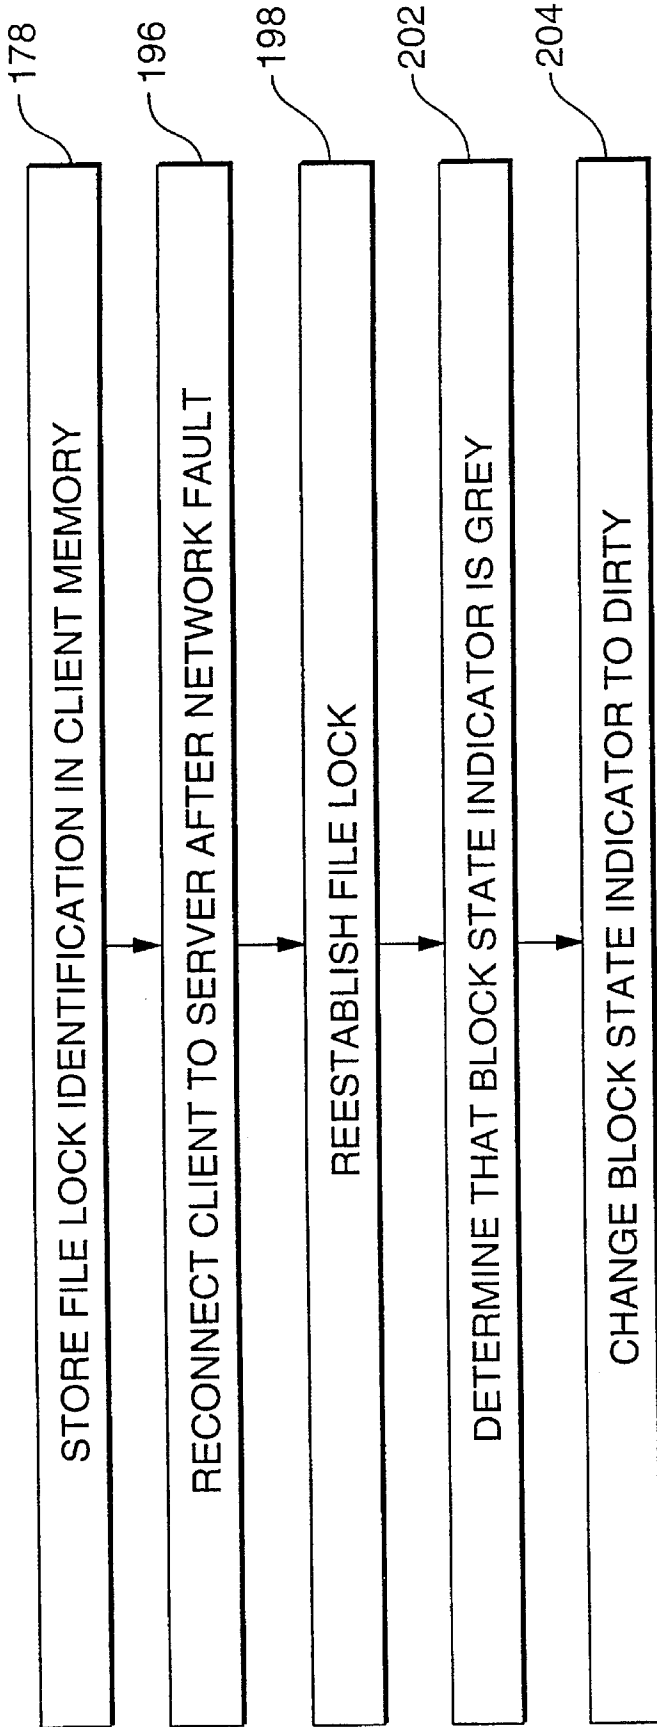 STORE FILE LOCK IDENTIFICATION IN CLIENT MEMORY
178
RECONNECT CLIENT TO SERVER AFTER NETWORK FAULT
196
REESTABLISH FILE LOCK
198
DETERMINE THAT BLOCK STATE INDICATOR IS GREY
202
CHANGE BLOCK STATE INDICATOR TO DIRTY
204